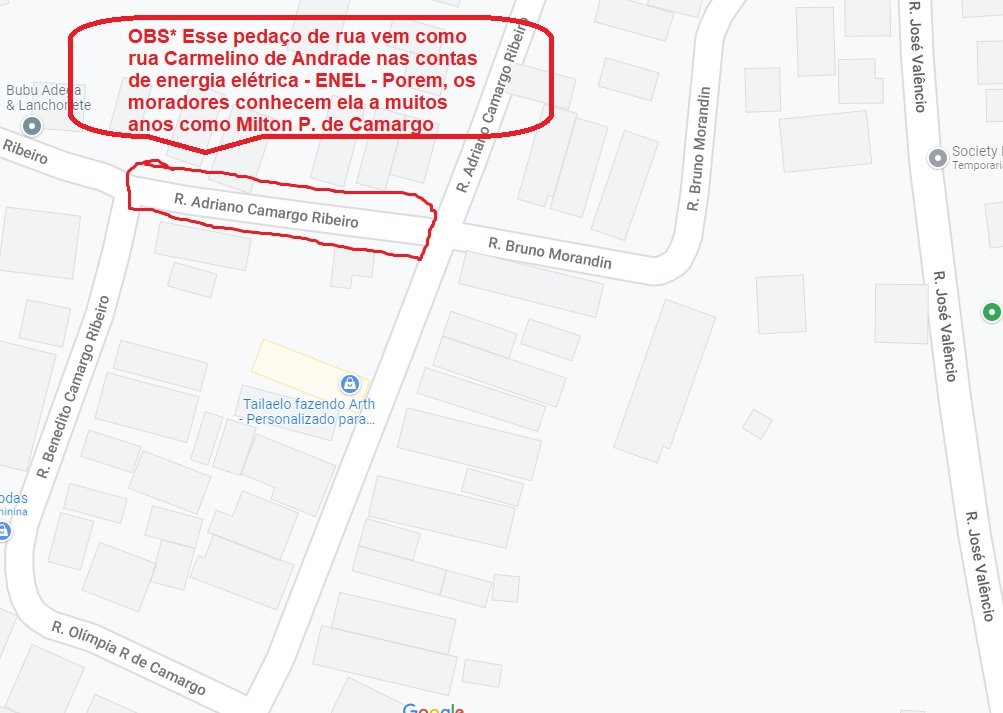 OBS* Esse pedaço de rua vem como
rua Carmelino de Andrade nas contas
de energia elétrica - ENEL - Porem, os
moradores conhecem ela a muitos
anos como Milton P. de Camargo
R. Adriano Camargo Ribeiro
R. José Valêncio
Bubu Adega
& Lanchonete
Ribeiro
R. Bruno Morandin
Society
Temporari
R. Adriano Camargo Ribeiro
R. Bruno Morandin
R. José Valêncio
R. Benedito Camargo Ribeiro
Tailaelo fazendo Arth
- Personalizado para...
odas
minina
R. José Valêncio
R. Olímpia R de Camargo
Google